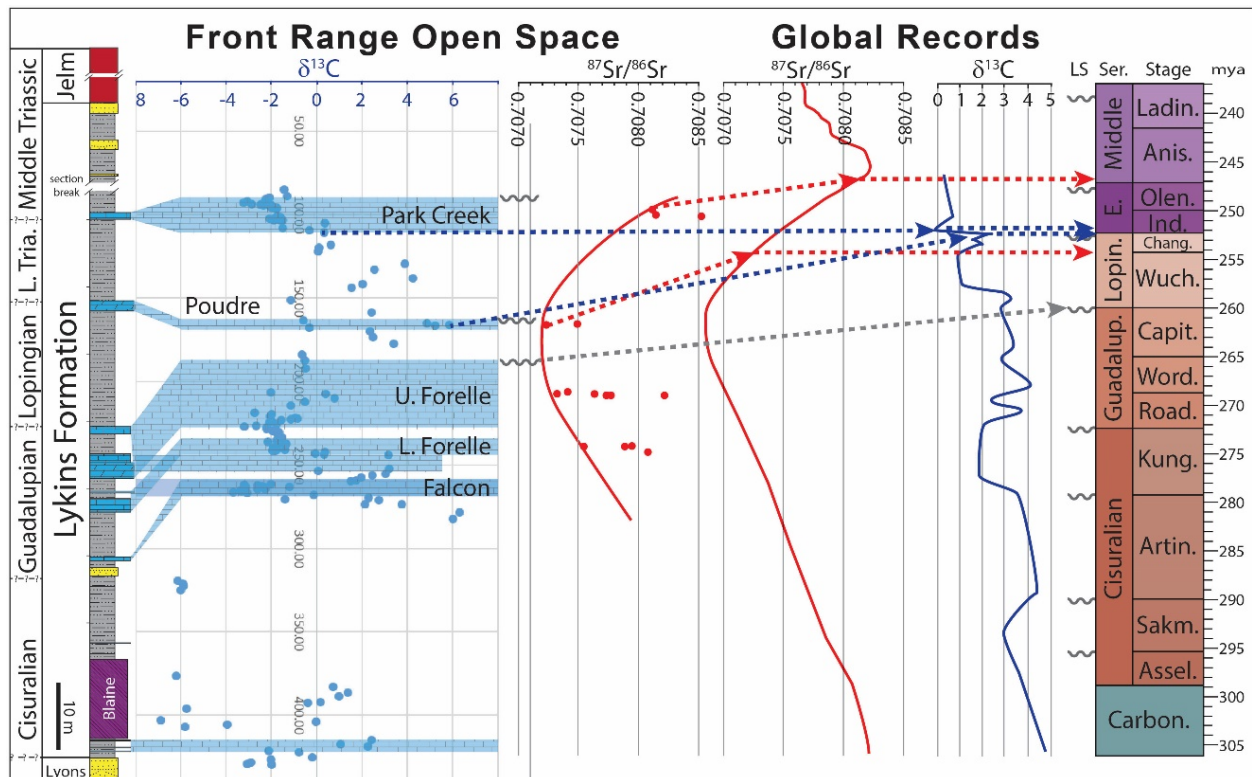 Front Range Open Space
Global Records
δ13C
87Sr/86Sr
87Sr/86Sr
δ13C
LS Ser. Stage mya
8 -6 -4 -2 0 2 4 6
0.7070 0.7075 0.7080 0.7085
0.7070 0.7075 0.7080 0.7085
0 1 2 3 4 5
Middle Triassic
L. Tria.
Lopingian
Guadalupian
Cisuralian
-?-?-?
-?-?-?
-?-?-?
-?-?-?
Jelm
Lykins Formation
section
break
Blaine
10 m
Lyons
50.00
100.00
150.00
200.00
250.00
300.00
350.00
400.00
Park Creek
Poudre
U. Forelle
L. Forelle
Falcon
Middle
E.
Lopin.
Guadalup.
Cisuralian
Ladin.
Anis.
Olen.
Ind.
Chang.
Wuch.
Capit.
Word.
Road.
Kung.
Artin.
Sakm.
Assel.
Carbon.
240
245
250
255
260
265
270
275
280
285
290
295
300
305